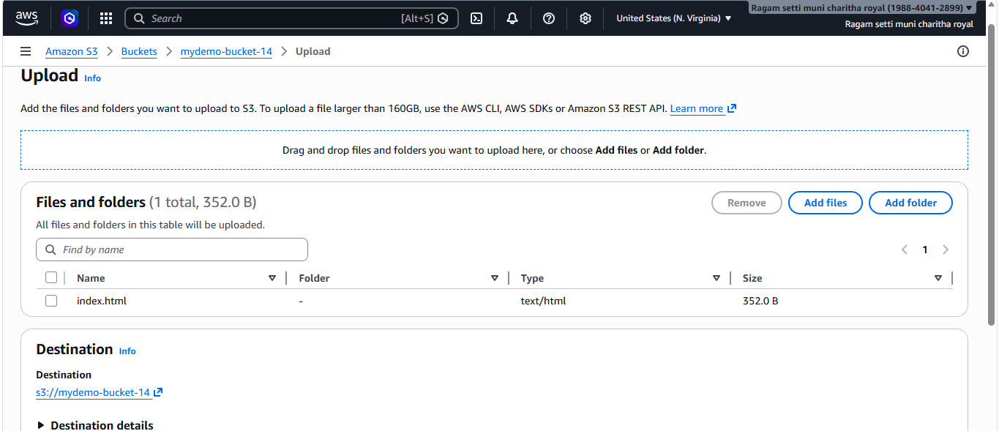 aws
Search [Alt+S]
United States (N. Virginia)
Ragam setti muni charitha royal (1988-4041-2899)
Ragam setti muni charitha royal
Amazon S3 Buckets mydemo-bucket-14 Upload
Upload Info
Add the files and folders you want to upload to S3. To upload a file larger than 160GB, use the AWS CLI, AWS SDKs or Amazon S3 REST API. Learn more
Drag and drop files and folders you want to upload here, or choose Add files or Add folder.
Files and folders (1 total, 352.0 B)
Remove Add files Add folder
All files and folders in this table will be uploaded.
Find by name
1
Name Folder Type Size
index.html - text/html 352.0 B
Destination Info
Destination
s3://mydemo-bucket-14
Destination details